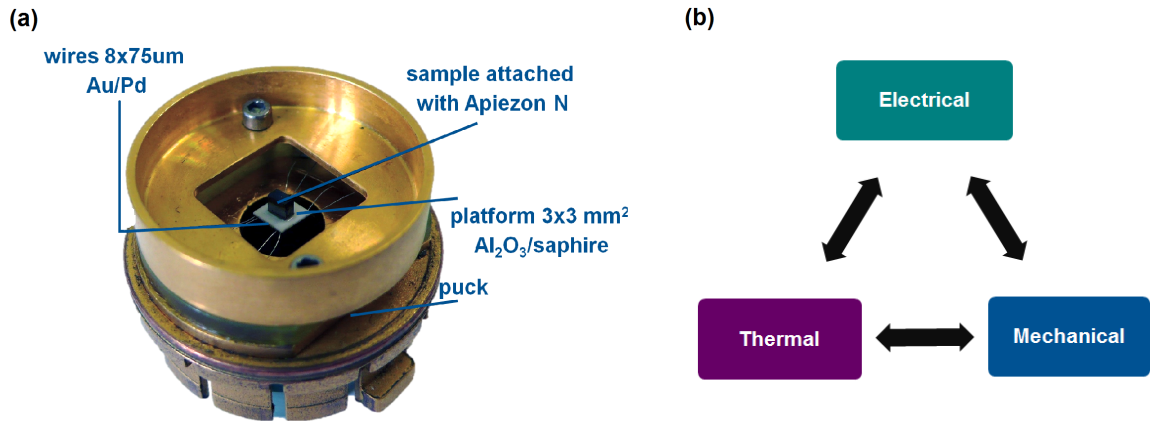 (a)
wires 8x75um
Au/Pd
sample attached
with Apiezon N
platform 3x3 mm²
Al₂O₃/saphire
puck
(b)
Electrical
Thermal
Mechanical